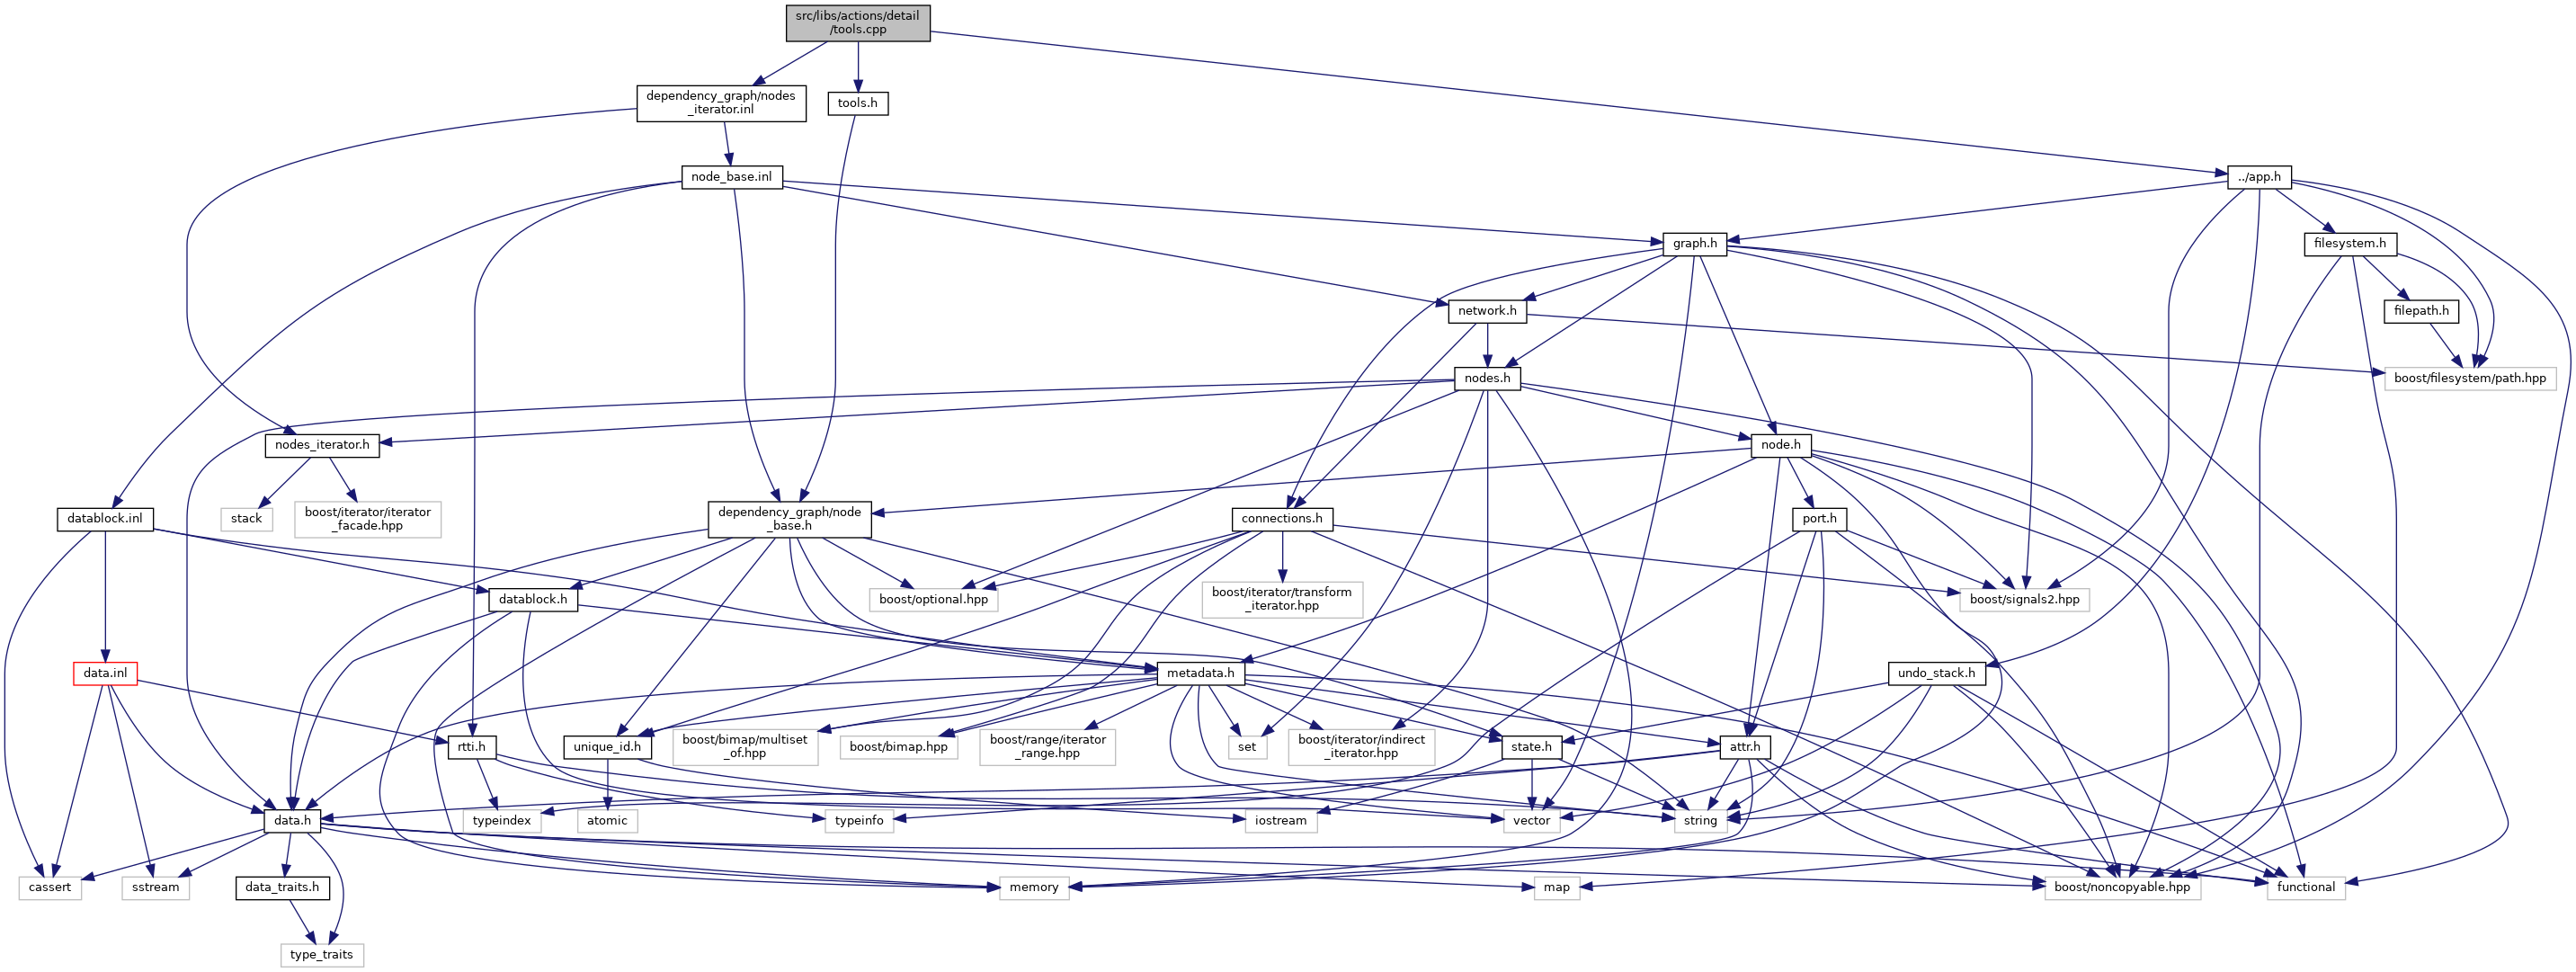 src/libs/actions/detail
/tools.cpp
dependency_graph/nodes
_iterator.inl
tools.h
node_base.inl
../app.h
graph.h
filesystem.h
network.h
filepath.h
nodes.h
boost/filesystem/path.hpp
nodes_iterator.h
node.h
datablock.inl
stack
boost/iterator/iterator
_facade.hpp
dependency_graph/node
_base.h
connections.h
port.h
datablock.h
boost/optional.hpp
boost/iterator/transform
_iterator.hpp
boost/signals2.hpp
data.inl
metadata.h
undo_stack.h
rtti.h
unique_id.h
boost/bimap/multiset
_of.hpp
boost/bimap.hpp
boost/range/iterator
_range.hpp
set
boost/iterator/indirect
_iterator.hpp
state.h
attr.h
data.h
typeindex
atomic
typeinfo
iostream
vector
string
cassert
sstream
data_traits.h
memory
map
boost/noncopyable.hpp
functional
type_traits